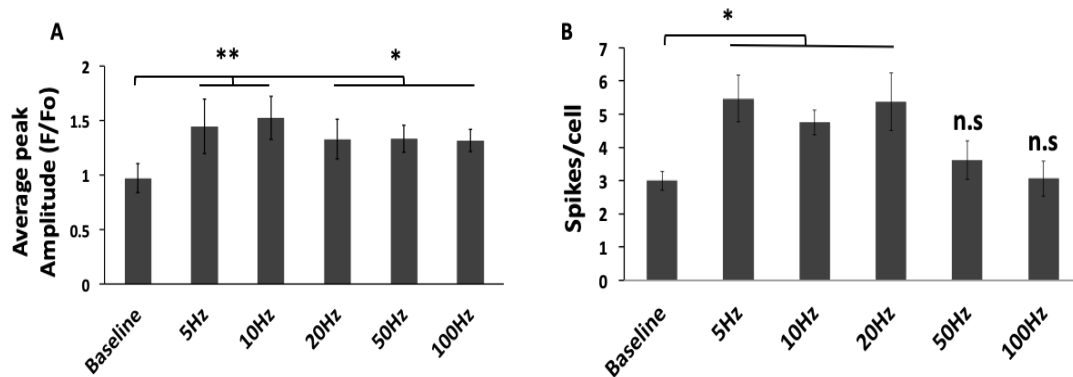 A
**
*
Average peak
Amplitude (F/Fo)
2
1.5
1
0.5
0
Baseline
5Hz
10Hz
20Hz
50Hz
100Hz
B
*
Spikes/cell
7
6
5
4
3
2
1
0
n.s
n.s
Baseline
5Hz
10Hz
20Hz
50Hz
100Hz